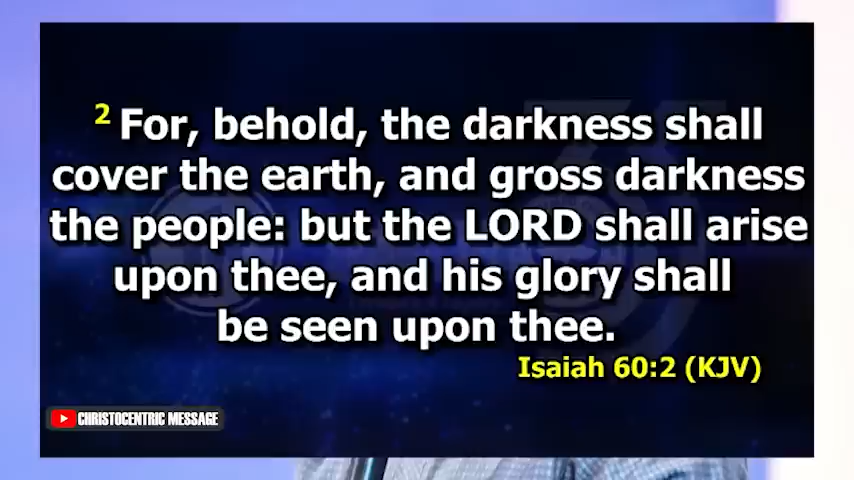 2 For, behold, the darkness shall
cover the earth, and gross darkness
the people: but the LORD shall arise
upon thee, and his glory shall
be seen upon thee.
Isaiah 60:2 (KJV)
CHRISTOCENTRIC MESSAGE